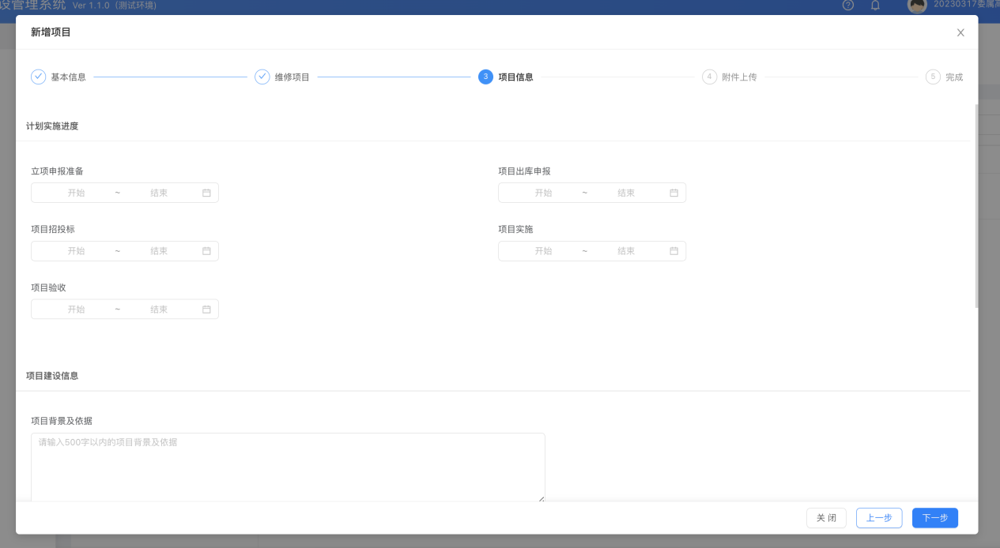 设管理系统 Ver 1.1.0（测试环境) 20230317委属高
新增项目
基本信息 维修项目 3 项目信息 4 附件上传 5 完成
计划实施进度
立项申报准备 项目出库申报
开始 ~ 结束 开始 ~ 结束
项目招投标 项目实施
开始 ~ 结束 开始 ~ 结束
项目验收
开始 ~ 结束
项目建设信息
项目背景及依据
请输入500字以内的项目背景及依据
关 闭 上一步 下一步